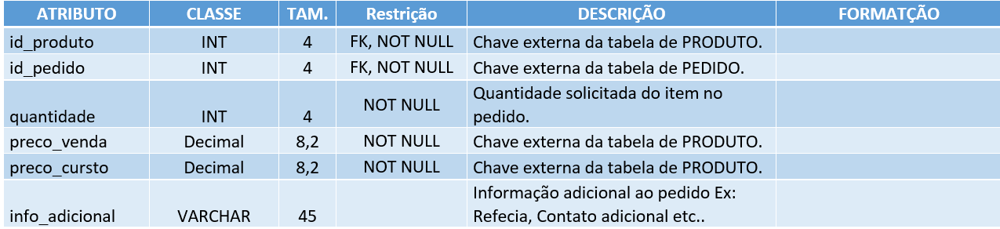 ATRIBUTO CLASSE TAM. Restrição DESCRIÇÃO FORMATÇÃO
id_produto INT 4 FK, NOT NULL Chave externa da tabela de PRODUTO.
id_pedido INT 4 FK, NOT NULL Chave externa da tabela de PEDIDO.
quantidade INT 4 NOT NULL Quantidade solicitada do item no
pedido.
preco_venda Decimal 8,2 NOT NULL Chave externa da tabela de PRODUTO.
preco_cursto Decimal 8,2 NOT NULL Chave externa da tabela de PRODUTO.
info_adicional VARCHAR 45 Informação adicional ao pedido Ex:
Refecia, Contato adicional etc..